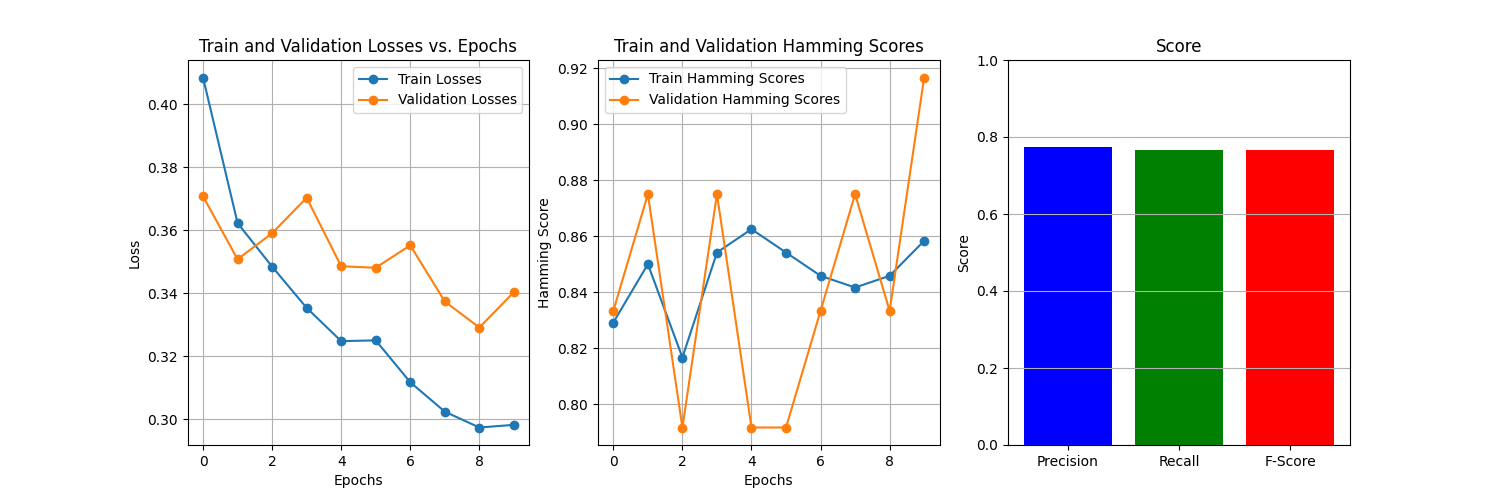 Train and Validation Losses vs. Epochs
Train Losses
Validation Losses
0.40
0.38
0.36
0.34
0.32
0.30
Loss
0 2 4 6 8
Epochs
Train and Validation Hamming Scores
Train Hamming Scores
Validation Hamming Scores
0.92
0.90
0.88
0.86
0.84
0.82
0.80
Hamming Score
0 2 4 6 8
Epochs
Score
1.0
0.8
0.6
0.4
0.2
0.0
Score
Precision Recall F-Score